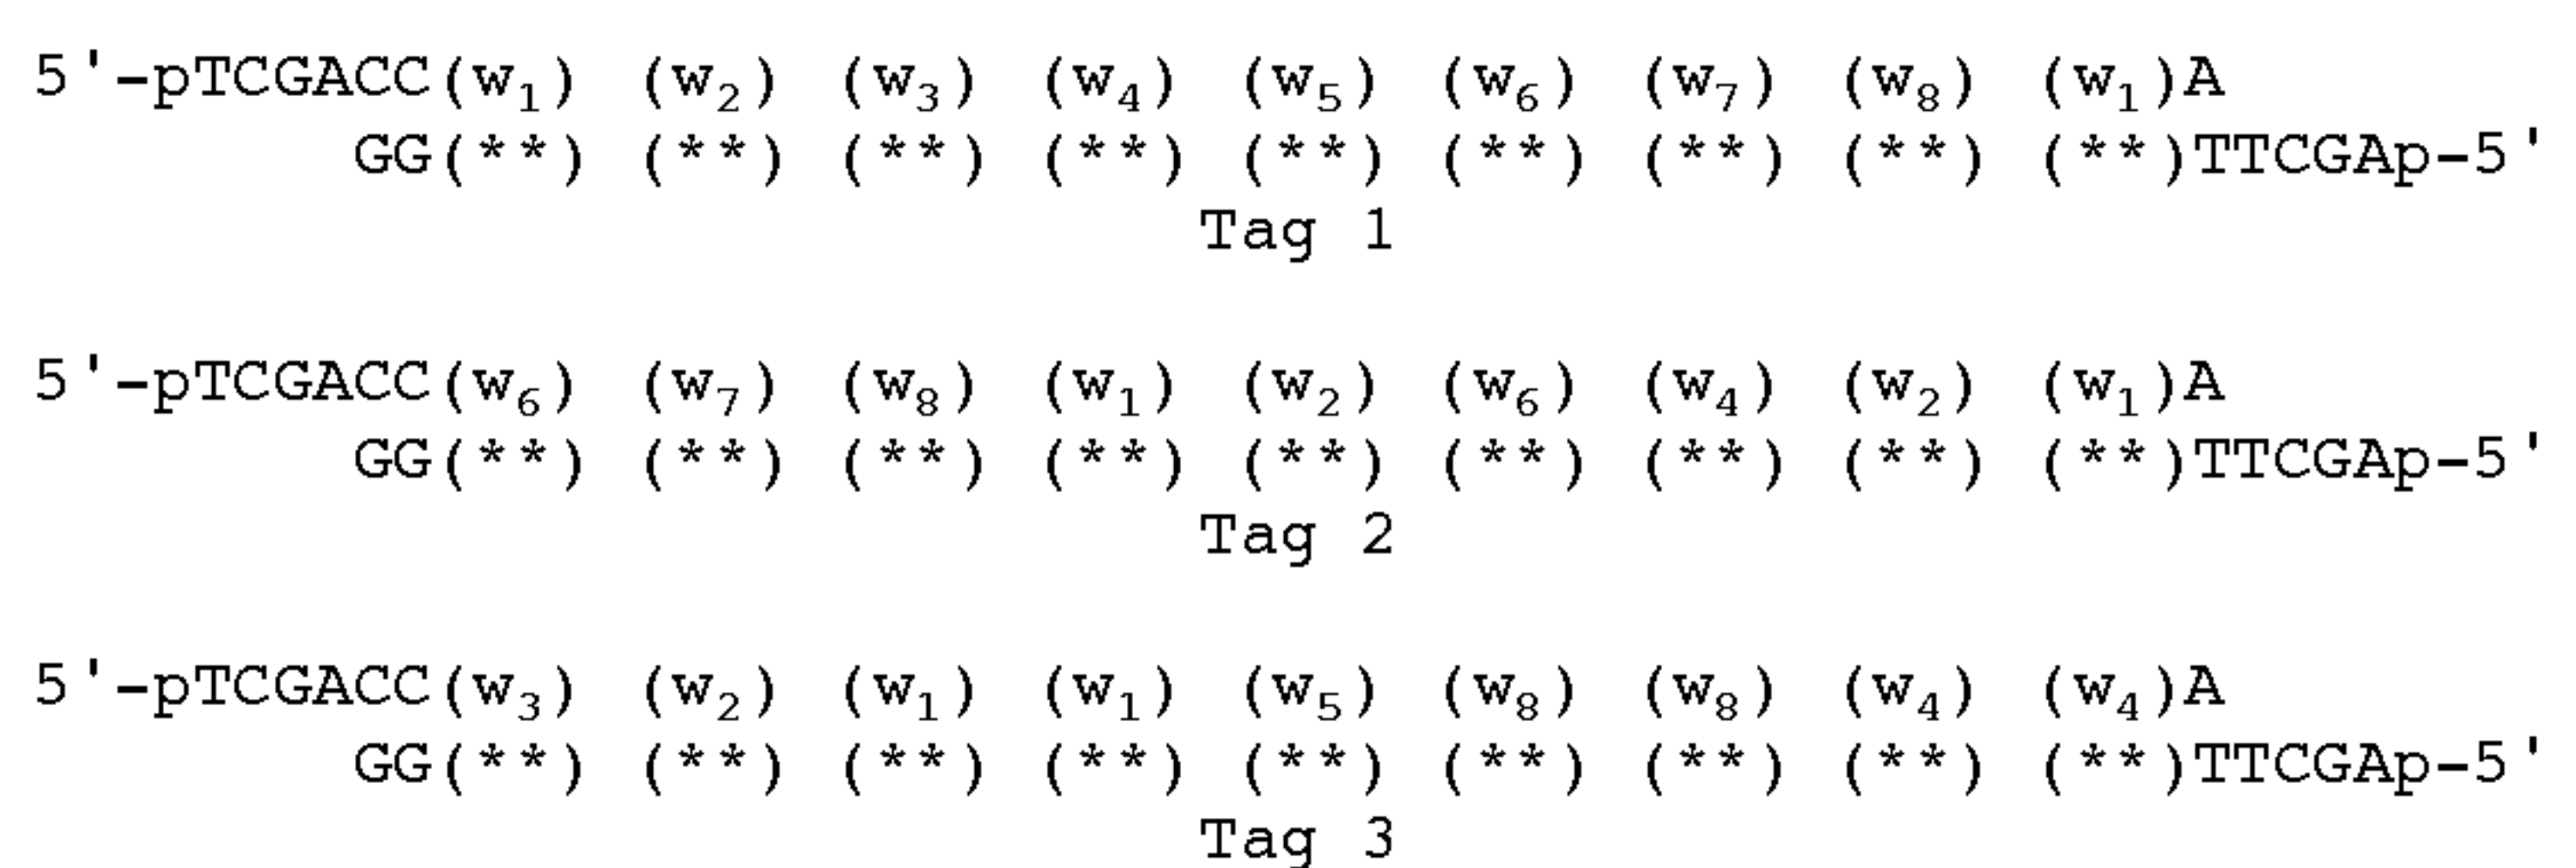 5'-pTCGACC(w₁) (w₂) (w₃) (w₄) (w₅) (w₆) (w₇) (w₈) (w₁)A
GG(**) (**) (**) (**) (**) (**) (**) (**) (**)TTCGAp-5'
Tag 1
5'-pTCGACC(w₆) (w₇) (w₈) (w₁) (w₂) (w₆) (w₄) (w₂) (w₁)A
GG(**) (**) (**) (**) (**) (**) (**) (**) (**)TTCGAp-5'
Tag 2
5'-pTCGACC(w₃) (w₂) (w₁) (w₁) (w₅) (w₈) (w₈) (w₄) (w₄)A
GG(**) (**) (**) (**) (**) (**) (**) (**) (**)TTCGAp-5'
Tag 3